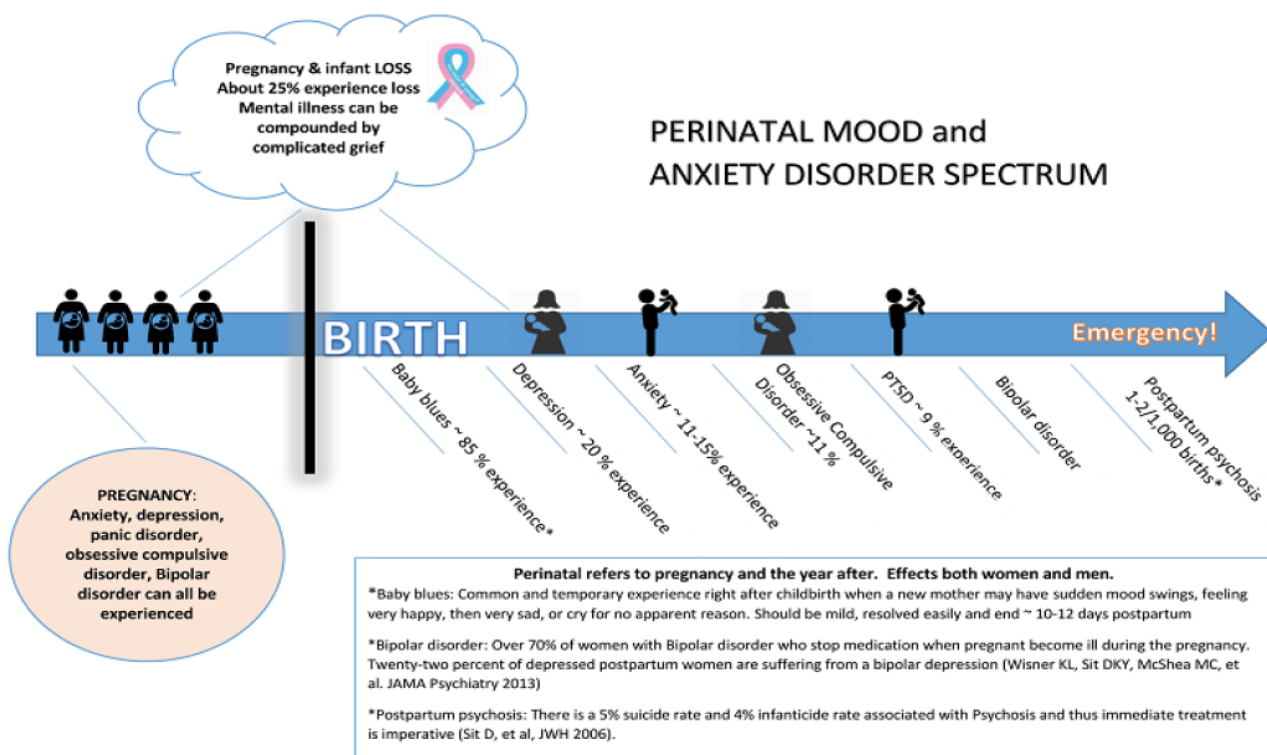 Pregnancy & infant LOSS
About 25% experience loss
Mental illness can be
compounded by
complicated grief
PERINATAL MOOD and
ANXIETY DISORDER SPECTRUM
BIRTH
Emergency!
Baby blues ~ 85 % experience*
Depression ~ 20 % experience
Anxiety ~ 11-15% experience
Obsessive Compulsive
Disorder ~11 %
PTSD ~ 9 % experience
Bipolar disorder
Postpartum psychosis
1-2/1,000 births*
PREGNANCY:
Anxiety, depression,
panic disorder,
obsessive compulsive
disorder, Bipolar
disorder can all be
experienced
Perinatal refers to pregnancy and the year after. Effects both women and men.
*Baby blues: Common and temporary experience right after childbirth when a new mother may have sudden mood swings, feeling
very happy, then very sad, or cry for no apparent reason. Should be mild, resolved easily and end ~ 10-12 days postpartum
*Bipolar disorder: Over 70% of women with Bipolar disorder who stop medication when pregnant become ill during the pregnancy.
Twenty-two percent of depressed postpartum women are suffering from a bipolar depression (Wisner KL, Sit DKY, McShea MC, et
al. JAMA Psychiatry 2013)
*Postpartum psychosis: There is a 5% suicide rate and 4% infanticide rate associated with Psychosis and thus immediate treatment
is imperative (Sit D, et al, JWH 2006).